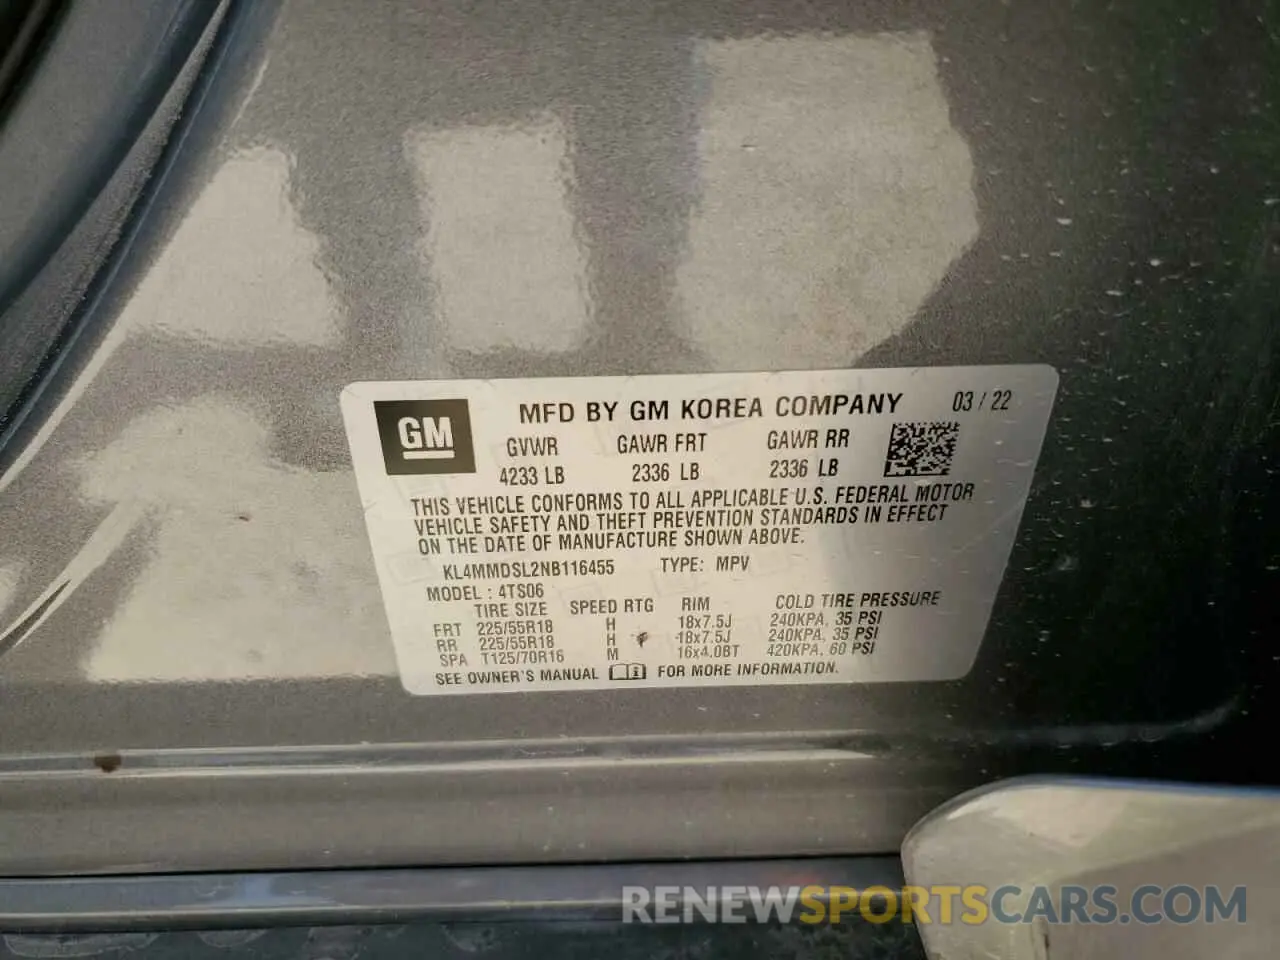 GM
MFD BY GM KOREA COMPANY 03 / 22
GVWR GAWR FRT GAWR RR
4233 LB 2336 LB 2336 LB
THIS VEHICLE CONFORMS TO ALL APPLICABLE U.S. FEDERAL MOTOR
VEHICLE SAFETY AND THEFT PREVENTION STANDARDS IN EFFECT
ON THE DATE OF MANUFACTURE SHOWN ABOVE.
KL4MMDSL2NB116455 TYPE: MPV
MODEL : 4TS06
TIRE SIZE SPEED RTG RIM COLD TIRE PRESSURE
FRT 225/55R18 H 18x7.5J 240KPA, 35 PSI
RR 225/55R18 H 18x7.5J 240KPA, 35 PSI
SPA T125/70R16 M 16x4.0BT 420KPA, 60 PSI
SEE OWNER'S MANUAL FOR MORE INFORMATION.
RENEWSPORTSCARS.COM